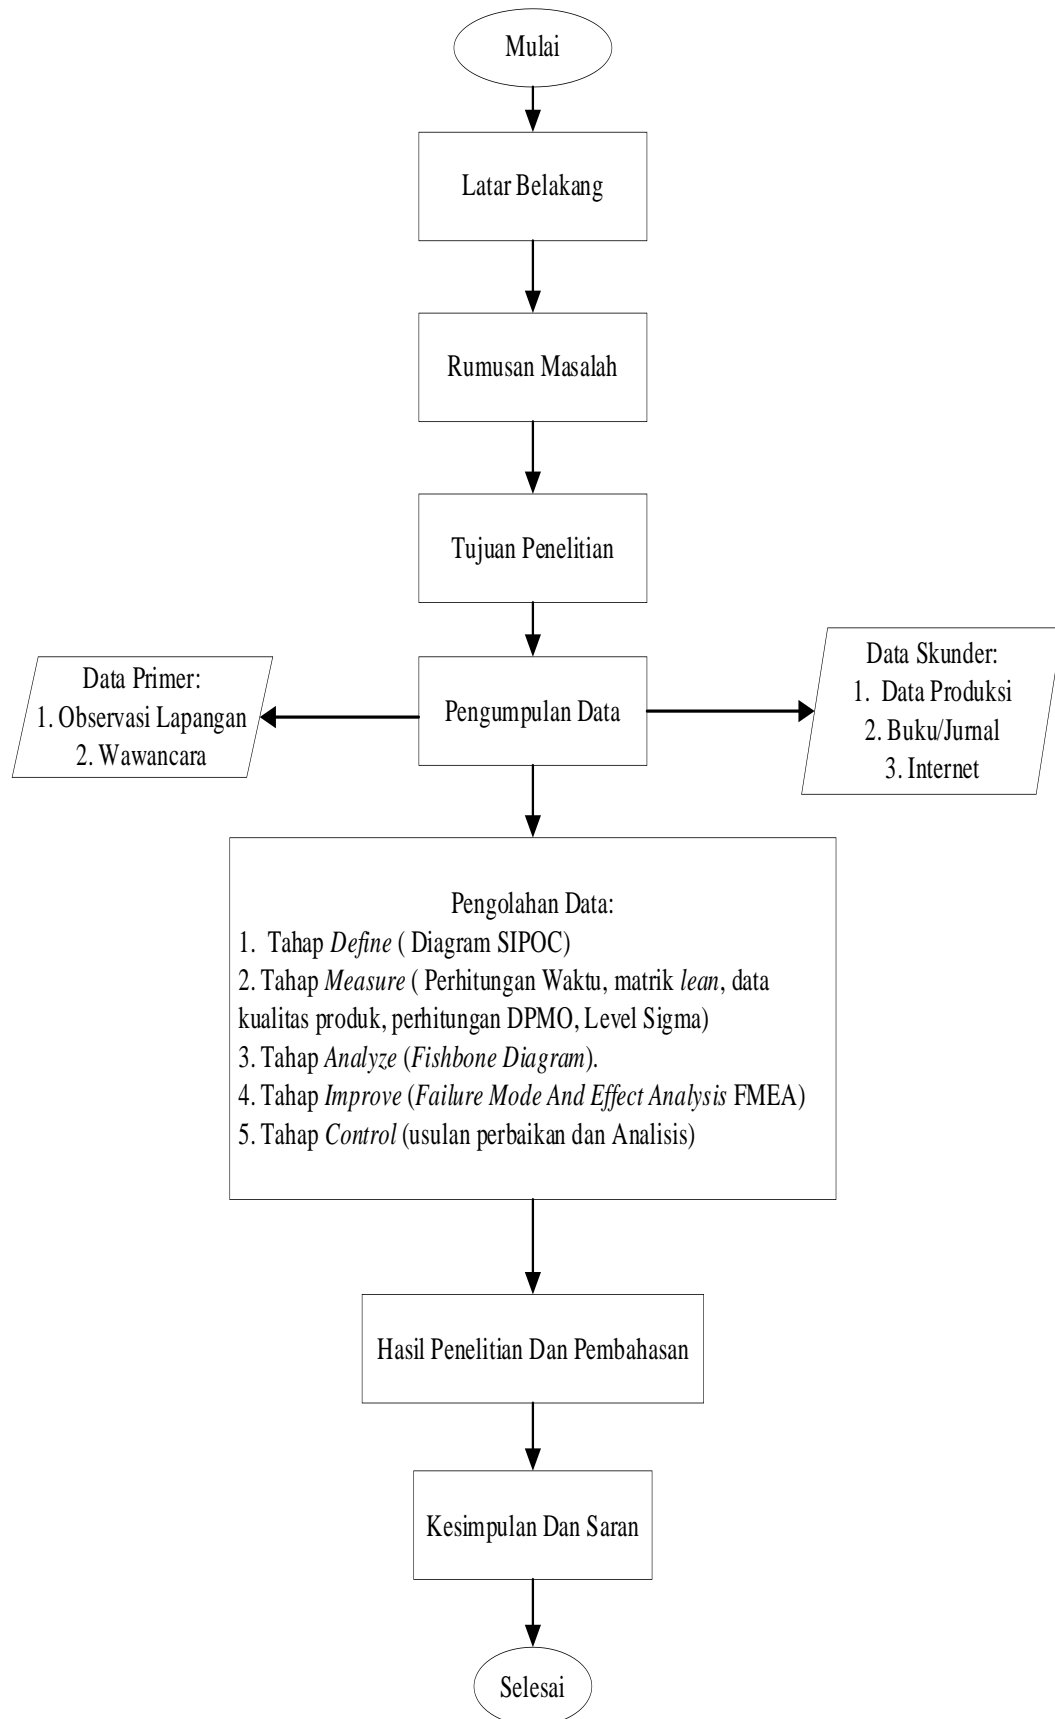 Mulai
Latar Belakang
Rumusan Masalah
Tujuan Penelitian
Data Primer:
1. Observasi Lapangan
2. Wawancara
Pengumpulan Data
Data Skunder:
1. Data Produksi
2. Buku/Jurnal
3. Internet
Pengolahan Data:
1. Tahap Define ( Diagram SIPOC)
2. Tahap Measure ( Perhitungan Waktu, matrik lean, data
kualitas produk, perhitungan DPMO, Level Sigma)
3. Tahap Analyze (Fishbone Diagram).
4. Tahap Improve (Failure Mode And Effect Analysis FMEA)
5. Tahap Control (usulan perbaikan dan Analisis)
Hasil Penelitian Dan Pembahasan
Kesimpulan Dan Saran
Selesai